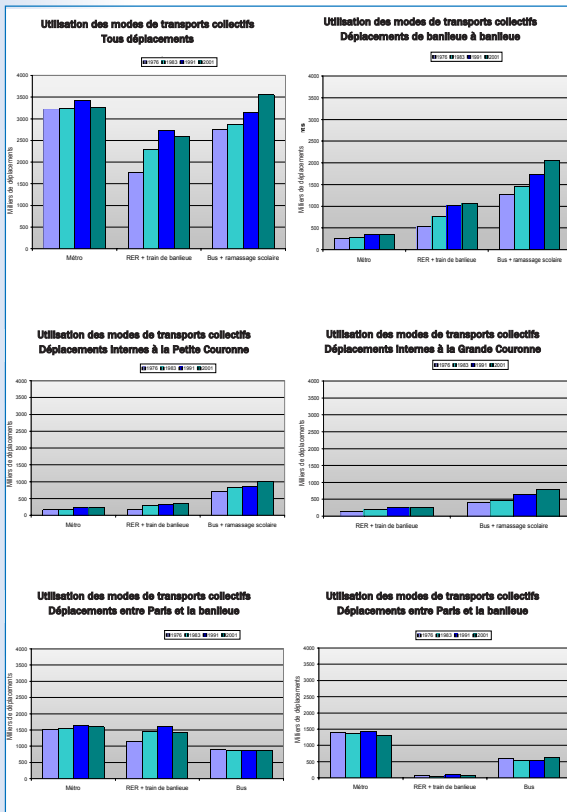 Utilisation des modes de transports collectifs
Tous déplacements
1976 1983 1991 2001
4000
3500
3000
2500
2000
1500
1000
500
0
Milliers de déplacements
Métro RER + train de banlieue Bus + ramassage scolaire
Utilisation des modes de transports collectifs
Déplacements de banlieue à banlieue
1976 1983 1991 2001
4000
3500
3000
2500
2000
1500
1000
500
0
Milliers de déplacements
Métro RER + train de banlieue Bus + ramassage scolaire
Utilisation des modes de transports collectifs
Déplacements internes à la Petite Couronne
1976 1983 1991 2001
4000
3500
3000
2500
2000
1500
1000
500
0
Milliers de déplacements
Métro RER + train de banlieue Bus + ramassage scolaire
Utilisation des modes de transports collectifs
Déplacements internes à la Grande Couronne
1976 1983 1991 2001
4000
3500
3000
2500
2000
1500
1000
500
0
Milliers de déplacements
RER + train de banlieue Bus + ramassage scolaire
Utilisation des modes de transports collectifs
Déplacements entre Paris et la banlieue
1976 1983 1991 2001
4000
3500
3000
2500
2000
1500
1000
500
0
Milliers de déplacements
Métro RER + train de banlieue Bus
Utilisation des modes de transports collectifs
Déplacements entre Paris et la banlieue
1976 1983 1991 2001
4000
3500
3000
2500
2000
1500
1000
500
0
Milliers de déplacements
Métro RER + train de banlieue Bus